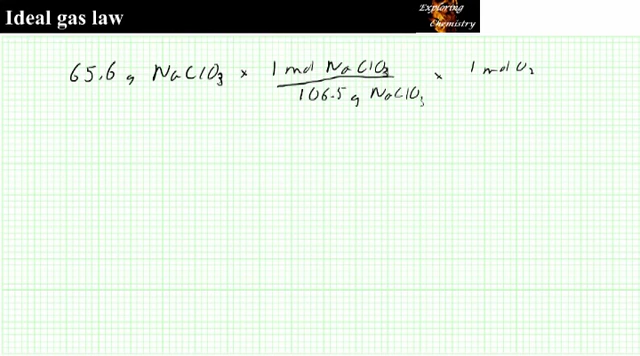 Ideal gas law
Exploring
Chemistry
65.6 g NaClO₃ × 1 mol NaClO₃ × 1 mol O₂
106.5 g NaClO₃